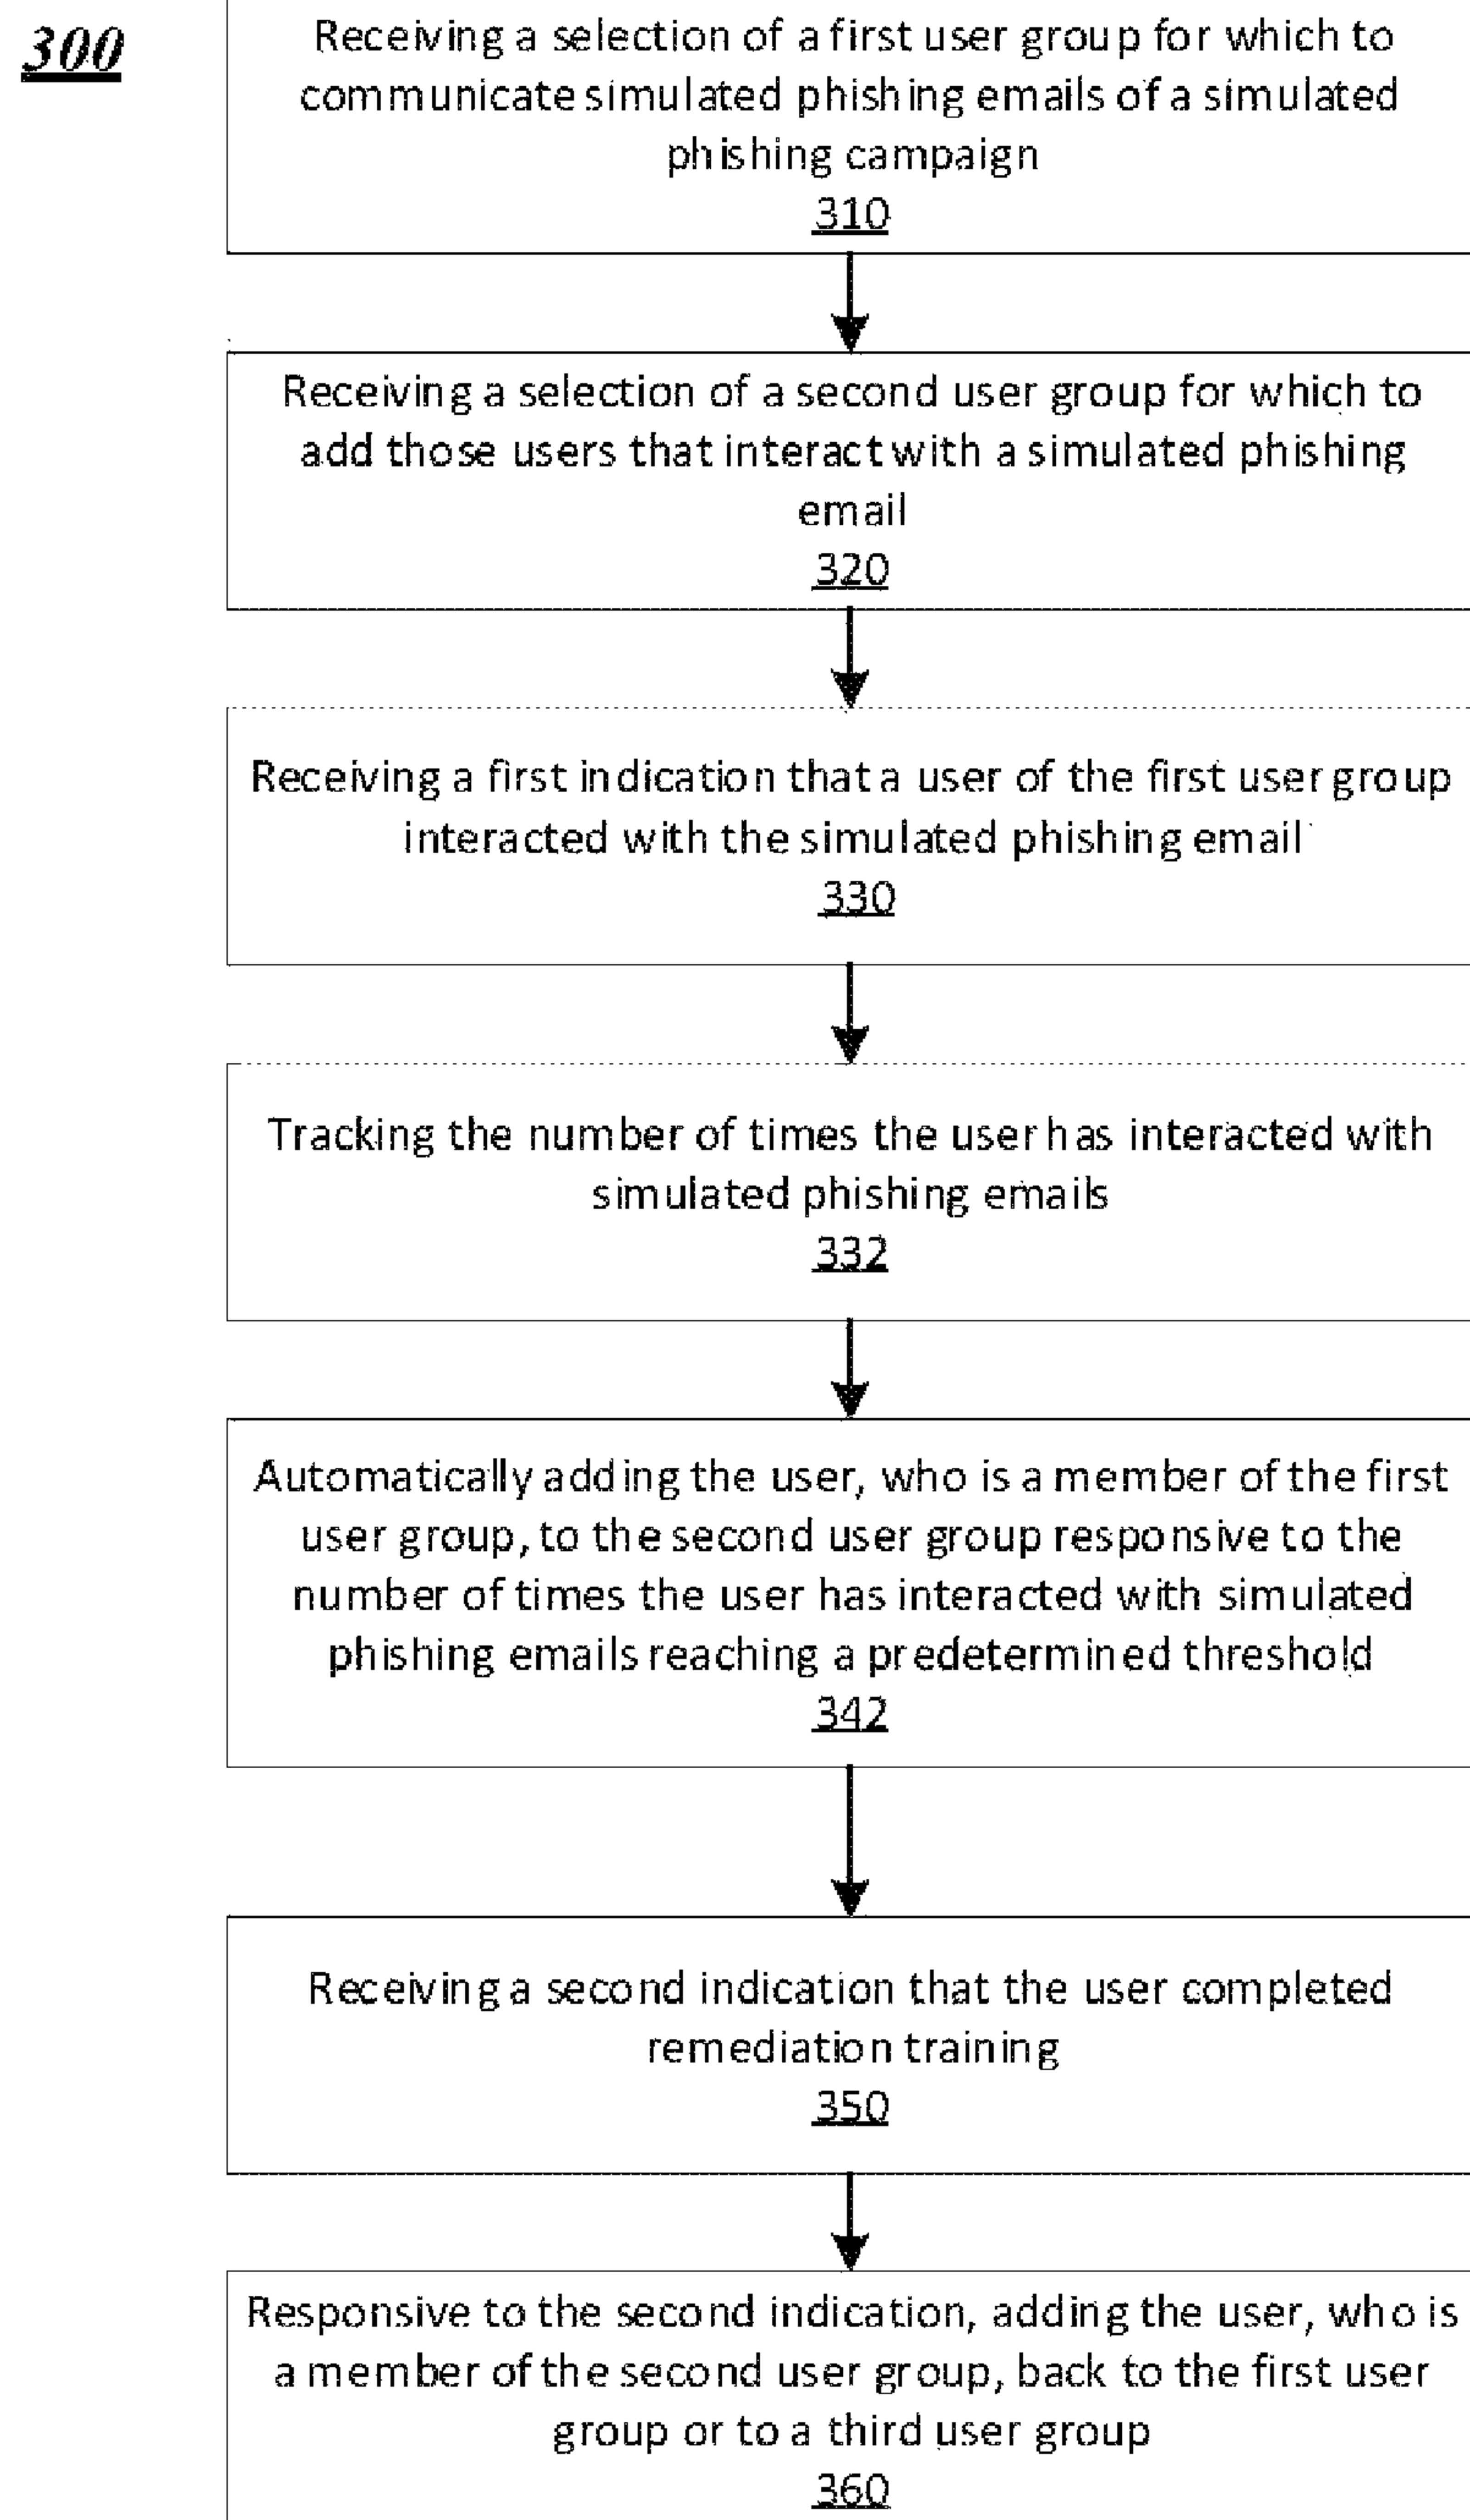 300
Receiving a selection of a first user group for which to
communicate simulated phishing emails of a simulated
phishing campaign
310
Receiving a selection of a second user group for which to
add those users that interact with a simulated phishing
email
320
Receiving a first indication that a user of the first user group
interacted with the simulated phishing email
330
Tracking the number of times the user has interacted with
simulated phishing emails
332
Automatically adding the user, who is a member of the first
user group, to the second user group responsive to the
number of times the user has interacted with simulated
phishing emails reaching a predetermined threshold
342
Receiving a second indication that the user completed
remediation training
350
Responsive to the second indication, adding the user, who is
a member of the second user group, back to the first user
group or to a third user group
360